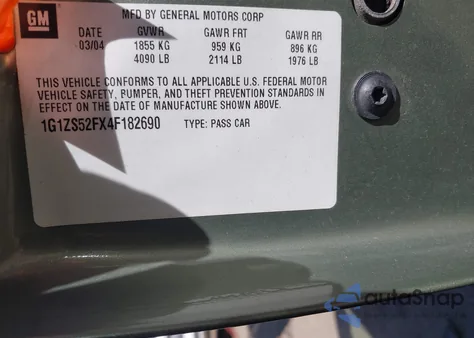 GM
MFD BY GENERAL MOTORS CORP
DATE GVWR GAWR FRT GAWR RR
03/04 1855 KG 959 KG 896 KG
4090 LB 2114 LB 1976 LB
THIS VEHICLE CONFORMS TO ALL APPLICABLE U.S. FEDERAL MOTOR
VEHICLE SAFETY, BUMPER, AND THEFT PREVENTION STANDARDS IN
EFFECT ON THE DATE OF MANUFACTURE SHOWN ABOVE.
1G1ZS52FX4F182690 TYPE: PASS CAR
autoSnap